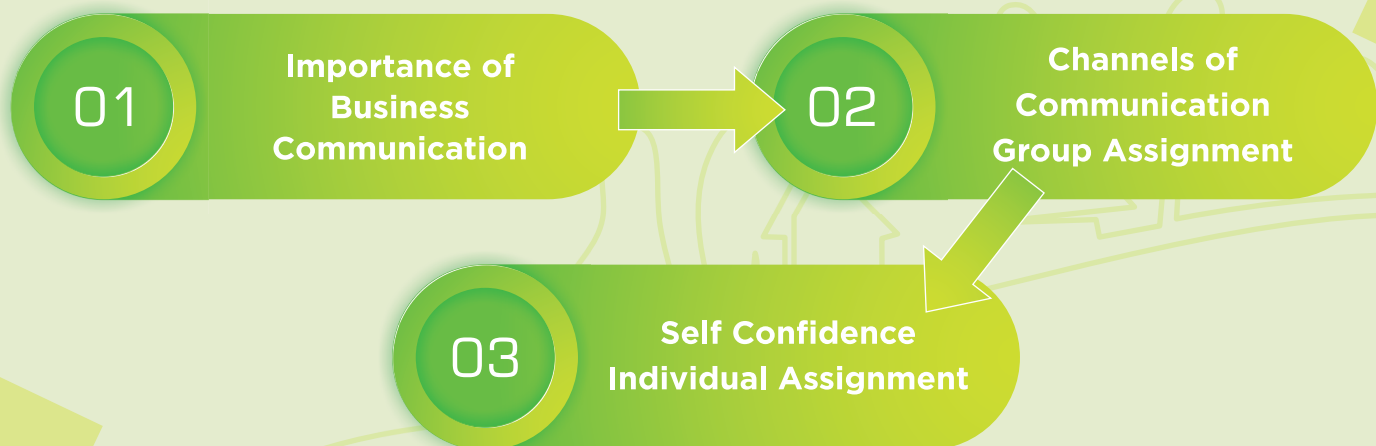 01
Importance of
Business
Communication
02
Channels of
Communication
Group Assignment
03
Self Confidence
Individual Assignment